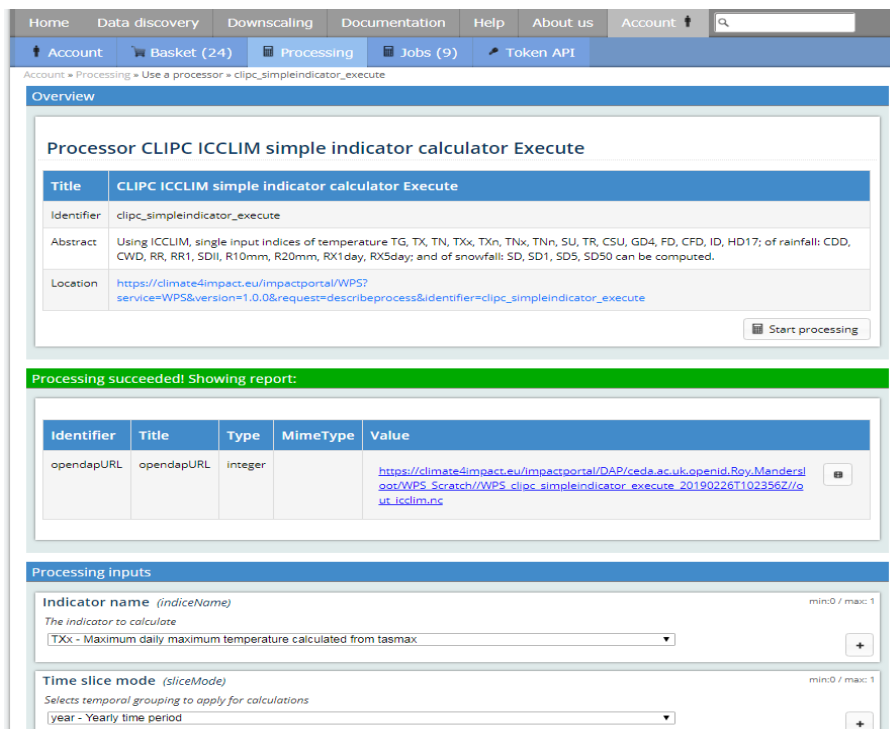 Home Data discovery Downscaling Documentation Help About us Account
Account Basket (24) Processing Jobs (9) Token API
Account » Processing » Use a processor » clipc_simpleindicator_execute
Overview
Processor CLIPC ICCLIM simple indicator calculator Execute
Title CLIPC ICCLIM simple indicator calculator Execute
Identifier clipc_simpleindicator_execute
Abstract Using ICCLIM, single input indices of temperature TG, TX, TN, TXx, TXn, TNx, TNn, SU, TR, CSU, GD4, FD, CFD, ID, HD17; of rainfall: CDD,
CWD, RR, RR1, SDII, R10mm, R20mm, RX1day, RX5day; and of snowfall: SD, SD1, SD5, SD50 can be computed.
Location https://climate4impact.eu/impactportal/WPS?
service=WPS&version=1.0.0&request=describeprocess&identifier=clipc_simpleindicator_execute
Start processing
Processing succeeded! Showing report:
Identifier Title Type MimeType Value
opendapURL opendapURL integer https://climate4impact.eu/impactportal/DAP/ceda.ac.uk.openid.Roy.Mandersl
oot/WPS_Scratch//WPS_clipc_simpleindicator_execute_20190226T102356Z//o
ut_icclim.nc
Processing inputs
Indicator name (indiceName) min:0 / max: 1
The indicator to calculate
TXx - Maximum daily maximum temperature calculated from tasmax
+
Time slice mode (sliceMode) min:0 / max: 1
Selects temporal grouping to apply for calculations
year - Yearly time period
+